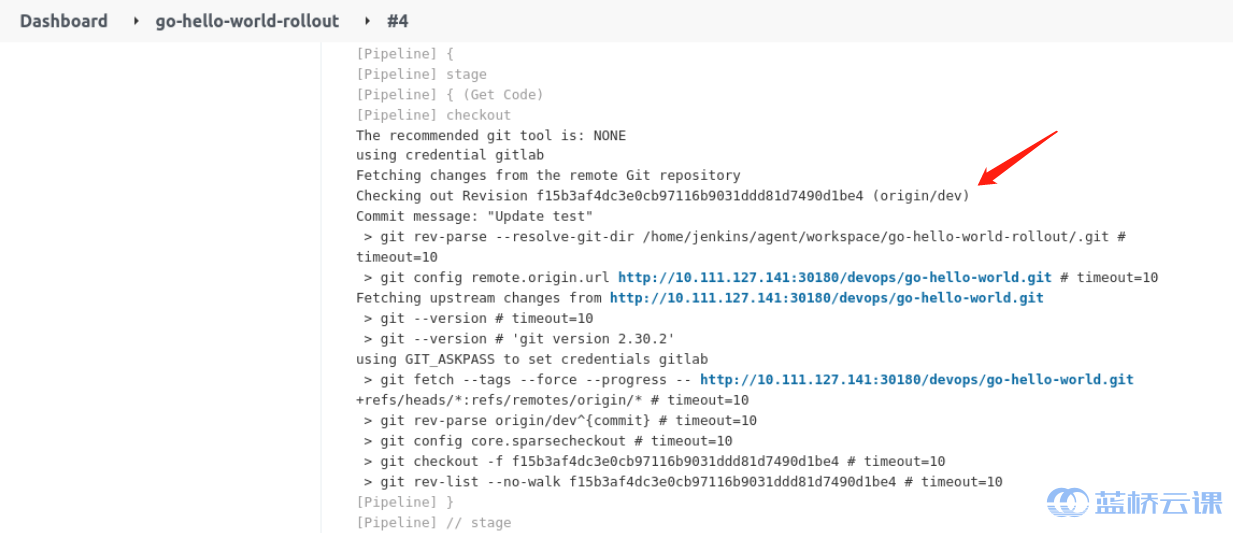 Dashboard ▸ go-hello-world-rollout ▸ #4
[Pipeline] {
[Pipeline] stage
[Pipeline] { (Get Code)
[Pipeline] checkout
The recommended git tool is: NONE
using credential gitlab
Fetching changes from the remote Git repository
Checking out Revision f15b3af4dc3e0cb97116b9031ddd81d7490d1be4 (origin/dev)
Commit message: "Update test"
 > git rev-parse --resolve-git-dir /home/jenkins/agent/workspace/go-hello-world-rollout/.git #
timeout=10
 > git config remote.origin.url http://10.111.127.141:30180/devops/go-hello-world.git # timeout=10
Fetching upstream changes from http://10.111.127.141:30180/devops/go-hello-world.git
 > git --version # timeout=10
 > git --version # 'git version 2.30.2'
using GIT_ASKPASS to set credentials gitlab
 > git fetch --tags --force --progress -- http://10.111.127.141:30180/devops/go-hello-world.git
+refs/heads/*:refs/remotes/origin/* # timeout=10
 > git rev-parse origin/dev^{commit} # timeout=10
 > git config core.sparsecheckout # timeout=10
 > git checkout -f f15b3af4dc3e0cb97116b9031ddd81d7490d1be4 # timeout=10
 > git rev-list --no-walk f15b3af4dc3e0cb97116b9031ddd81d7490d1be4 # timeout=10
[Pipeline] }
[Pipeline] // stage
蓝桥云课